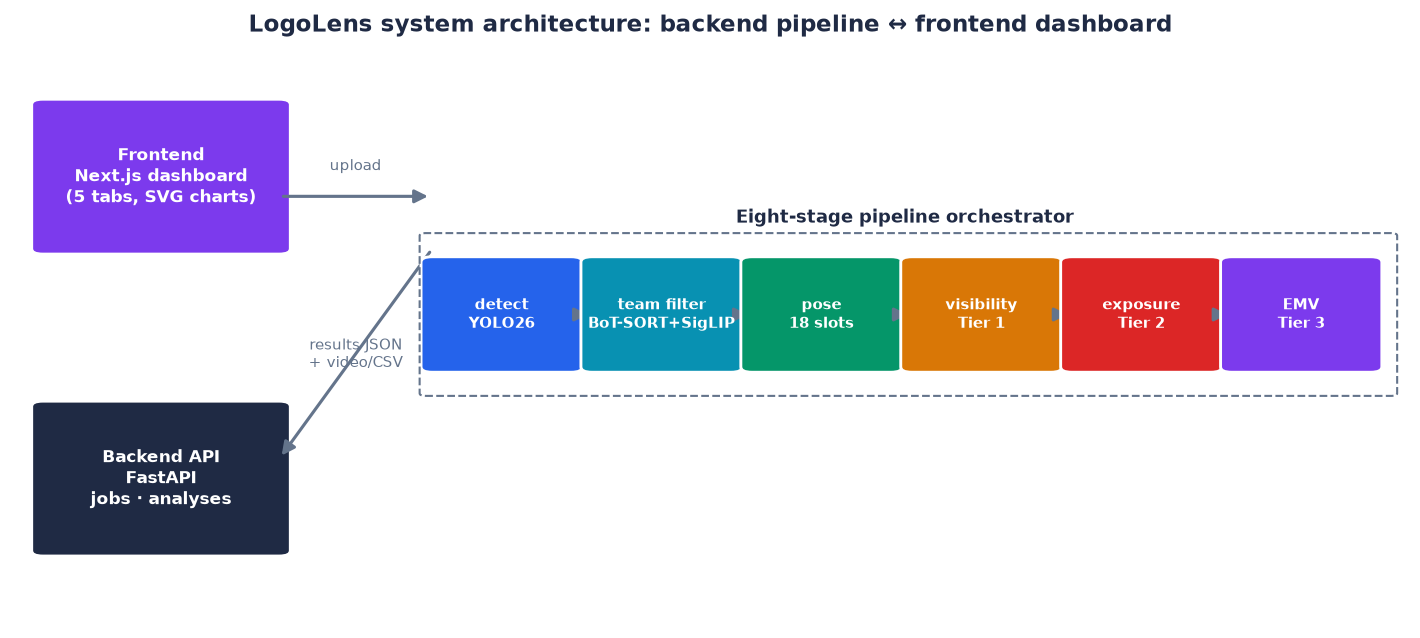 LogoLens system architecture: backend pipeline ↔ frontend dashboard
Frontend
Next.js dashboard
(5 tabs, SVG charts)
upload
Eight-stage pipeline orchestrator
detect
YOLO26
team filter
BoT-SORT+SigLIP
pose
18 slots
visibility
Tier 1
exposure
Tier 2
EMV
Tier 3
results JSON
+ video/CSV
Backend API
FastAPI
jobs · analyses